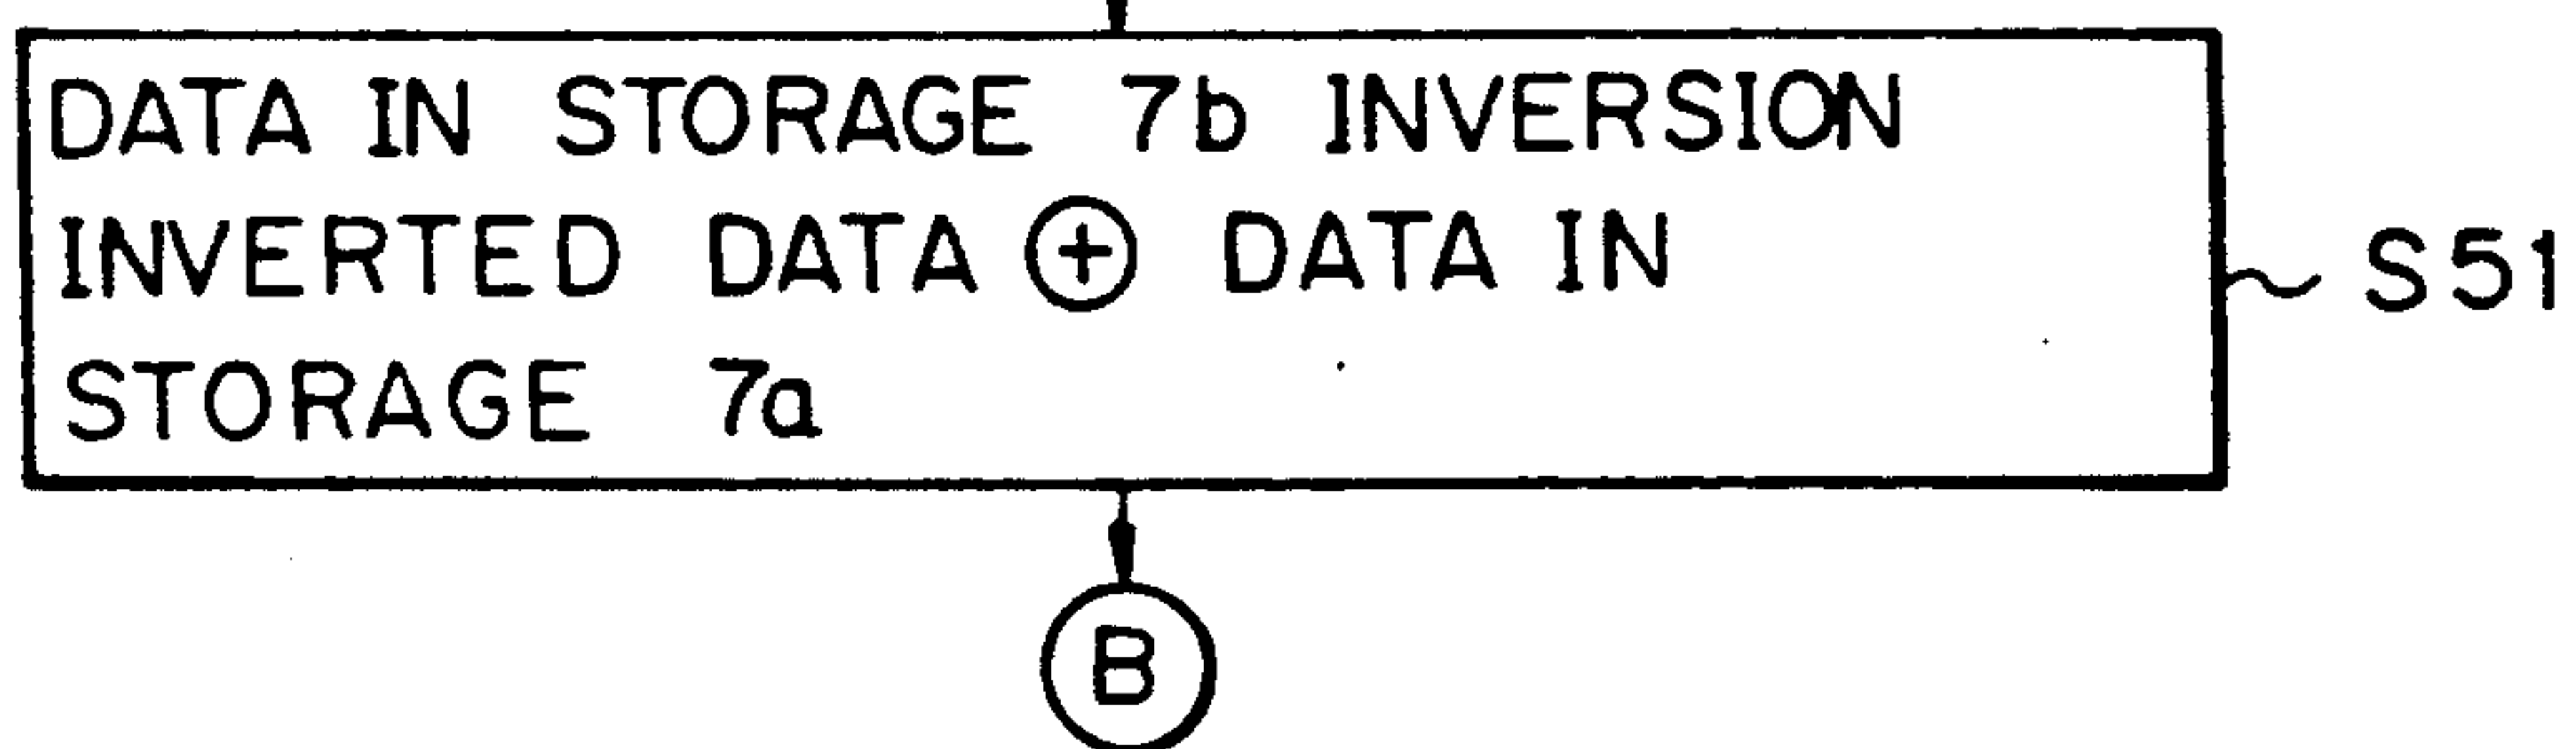 DATA IN STORAGE 7b INVERSION
INVERTED DATA ⊕ DATA IN
STORAGE 7a
S51
B